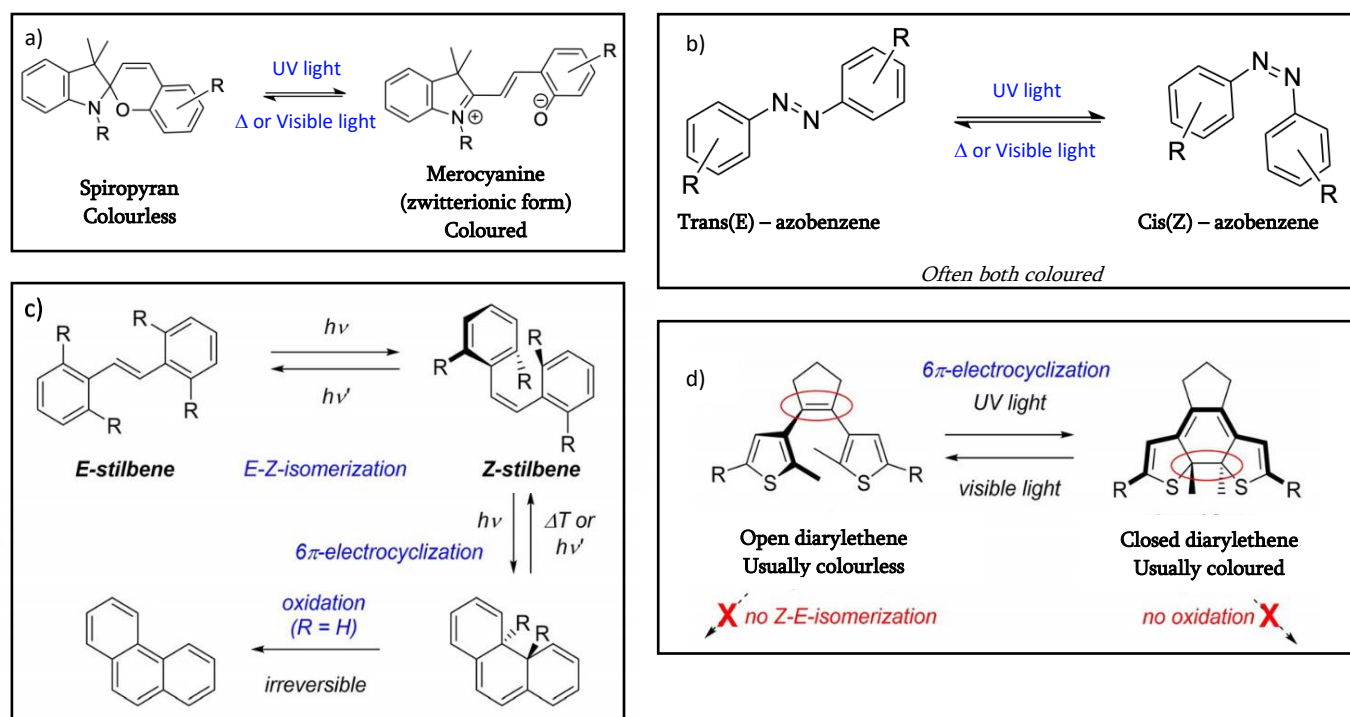 a)
R
UV light
Δ or Visible light
N
R
O
N
R
O
R
Spiropyran
Colourless
Merocyanine
(zwitterionic form)
Coloured
b)
R
N
N
R
UV light
Δ or Visible light
N
N
R
R
Trans(E) – azobenzene
Cis(Z) – azobenzene
Often both coloured
c)
R
R
R
R
hν
hν'
R
R
R
R
E-stilbene
E-Z-isomerization
Z-stilbene
hν
ΔT or
hν'
6π-electrocyclization
oxidation
(R = H)
irreversible
R
R
d)
6π-electrocyclization
UV light
visible light
R
S
S
R
R
S
S
R
Open diarylethene
Usually colourless
Closed diarylethene
Usually coloured
X no Z-E-isomerization
no oxidation X